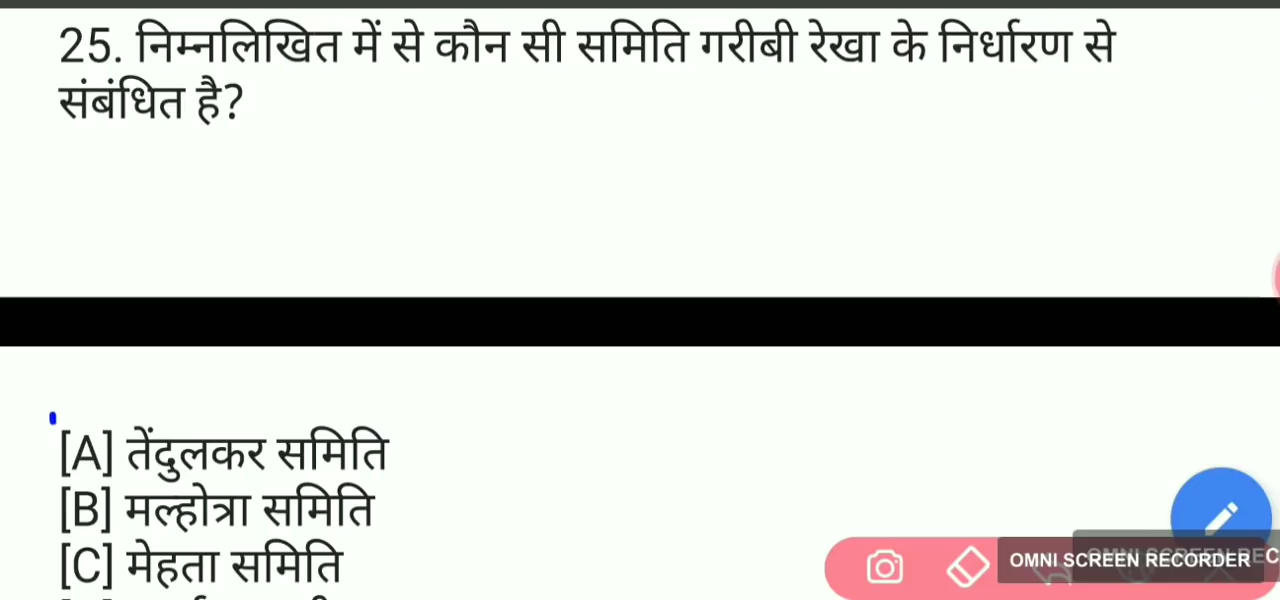 25. निम्नलिखित में से कौन सी समिति गरीबी रेखा के निर्धारण से
संबंधित है?
[A] तेंदुलकर समिति
[B] मल्होत्रा समिति
[C] मेहता समिति
OMNI SCREEN RECORDER